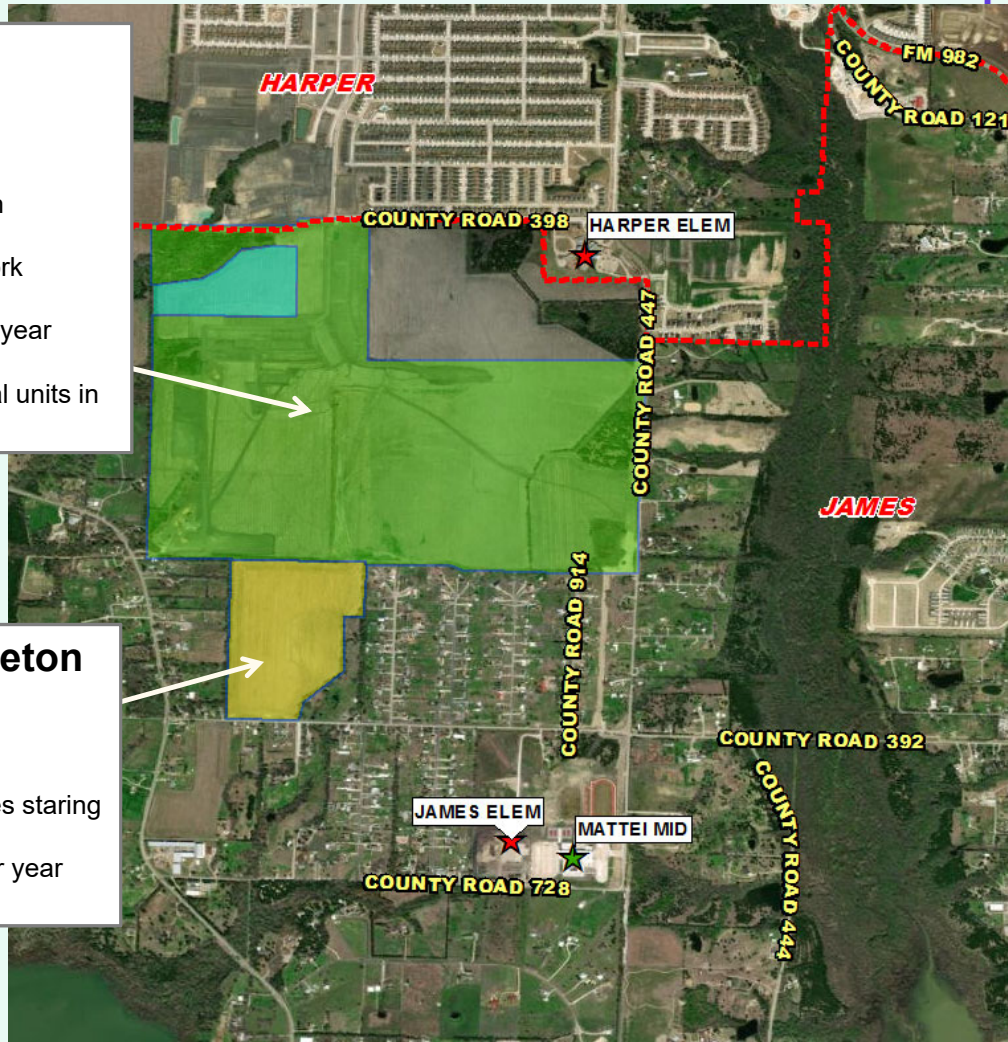 HARPER
FM 982
COUNTY ROAD 121
COUNTY ROAD 398
HARPER ELEM
rk
year
al units in
COUNTY ROAD 447
JAMES
COUNTY ROAD 914
eton
es staring
r year
COUNTY ROAD 392
JAMES ELEM
MATTEI MID
COUNTY ROAD 728
COUNTY ROAD 444